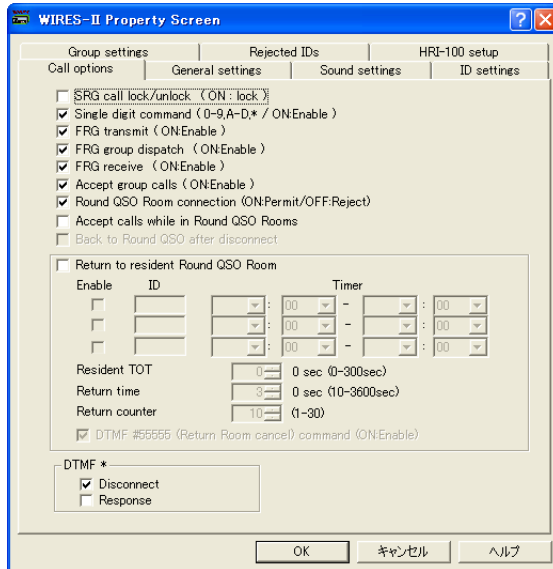 WIRES-II Property Screen
Group settings Rejected IDs HRI-100 setup
Call options General settings Sound settings ID settings
SRG call lock/unlock ( ON : lock )
Single digit command ( 0-9,A-D,* / ON:Enable )
FRG transmit ( ON:Enable )
FRG group dispatch ( ON:Enable )
FRG receive ( ON:Enable )
Accept group calls ( ON:Enable )
Round QSO Room connection (ON:Permit/OFF:Reject)
Accept calls while in Round QSO Rooms
Back to Round QSO after disconnect
Return to resident Round QSO Room
Enable ID Timer
: 00 - : 00
: 00 - : 00
: 00 - : 00
Resident TOT 0 0 sec (0-300sec)
Return time 3 0 sec (10-3600sec)
Return counter 10 (1-30)
DTMF #55555 (Return Room cancel) command (ON:Enable)
DTMF *
Disconnect
Response
OK キャンセル ヘルプ